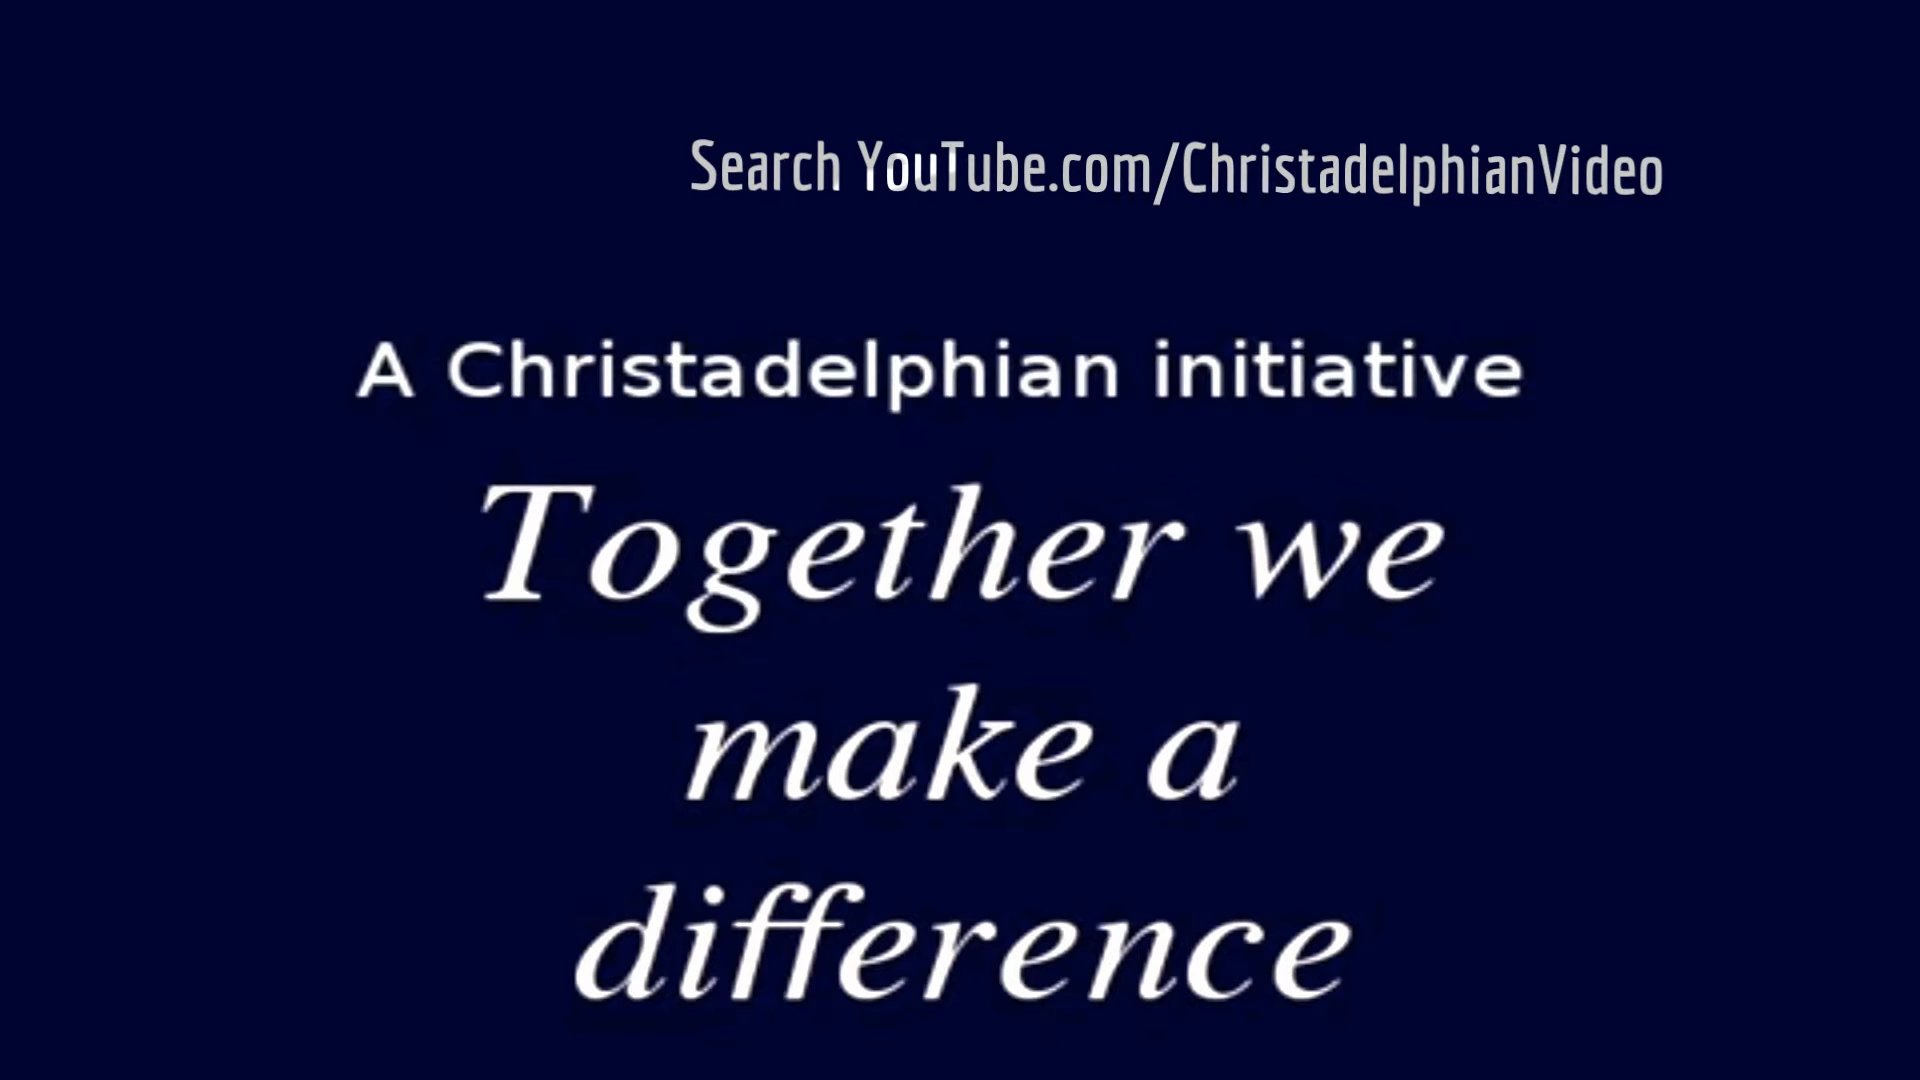 Search YouTube.com/ChristadelphianVideo
A Christadelphian initiative
Together we
make a
difference